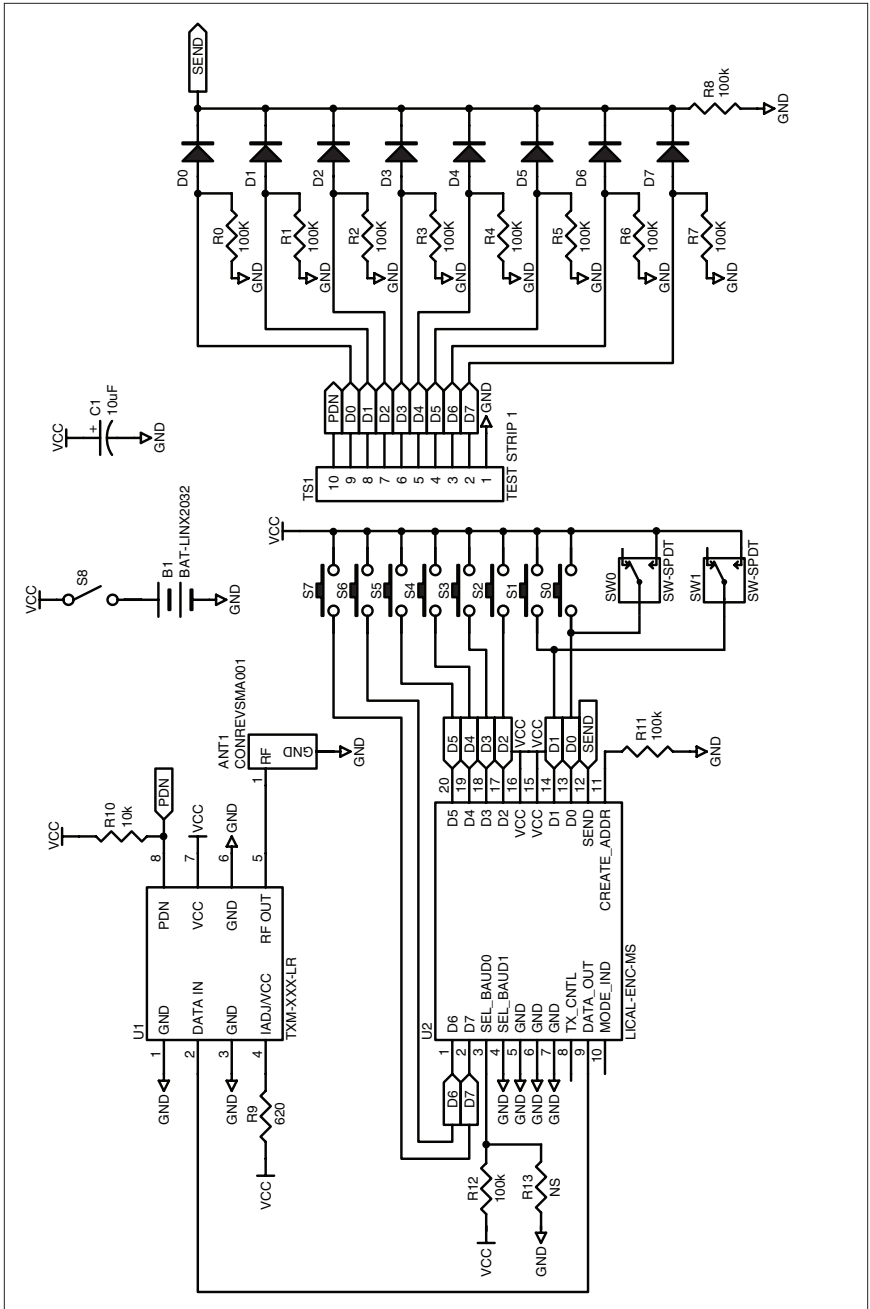 SEND
D0
D1
D2
D3
D4
D5
D6
D7
R8
100k
GND
R0
100K
GND
R1
100K
GND
R2
100K
GND
R3
100K
GND
R4
100K
GND
R5
100K
GND
R6
100K
GND
R7
100K
GND
VCC
+
C1
10uF
GND
TS1
10
9
8
7
6
5
4
3
2
1
PDN
D0
D1
D2
D3
D4
D5
D6
D7
GND
TEST STRIP 1
VCC
S8
B1
BAT-LINX2032
GND
VCC
S7
S6
S5
S4
S3
S2
S1
S0
SW0
SW-SPDT
SW1
SW-SPDT
ANT1
CONREVSMA001
1
RF
GND
GND
VCC
R10
10k
PDN
8
7
VCC
6
GND
5
U1
GND
DATA IN
GND
IADJ/VCC
PDN
VCC
GND
RF OUT
TXM-XXX-LR
1
2
3
4
GND
GND
R9
620
VCC
D5
D4
D3
D2
VCC
VCC
D1
D0
SEND
20
19
18
17
16
15
14
13
12
11
R11
100k
GND
U2
D6
D7
SEL_BAUD0
SEL_BAUD1
GND
GND
GND
TX_CNTL
DATA_OUT
MODE_IND
D5
D4
D3
D2
VCC
VCC
D1
D0
SEND
CREATE_ADDR
LICAL-ENC-MS
1
2
3
4
5
6
7
8
9
10
D6
D7
GND
GND
GND
GND
R12
100k
VCC
R13
NS
GND